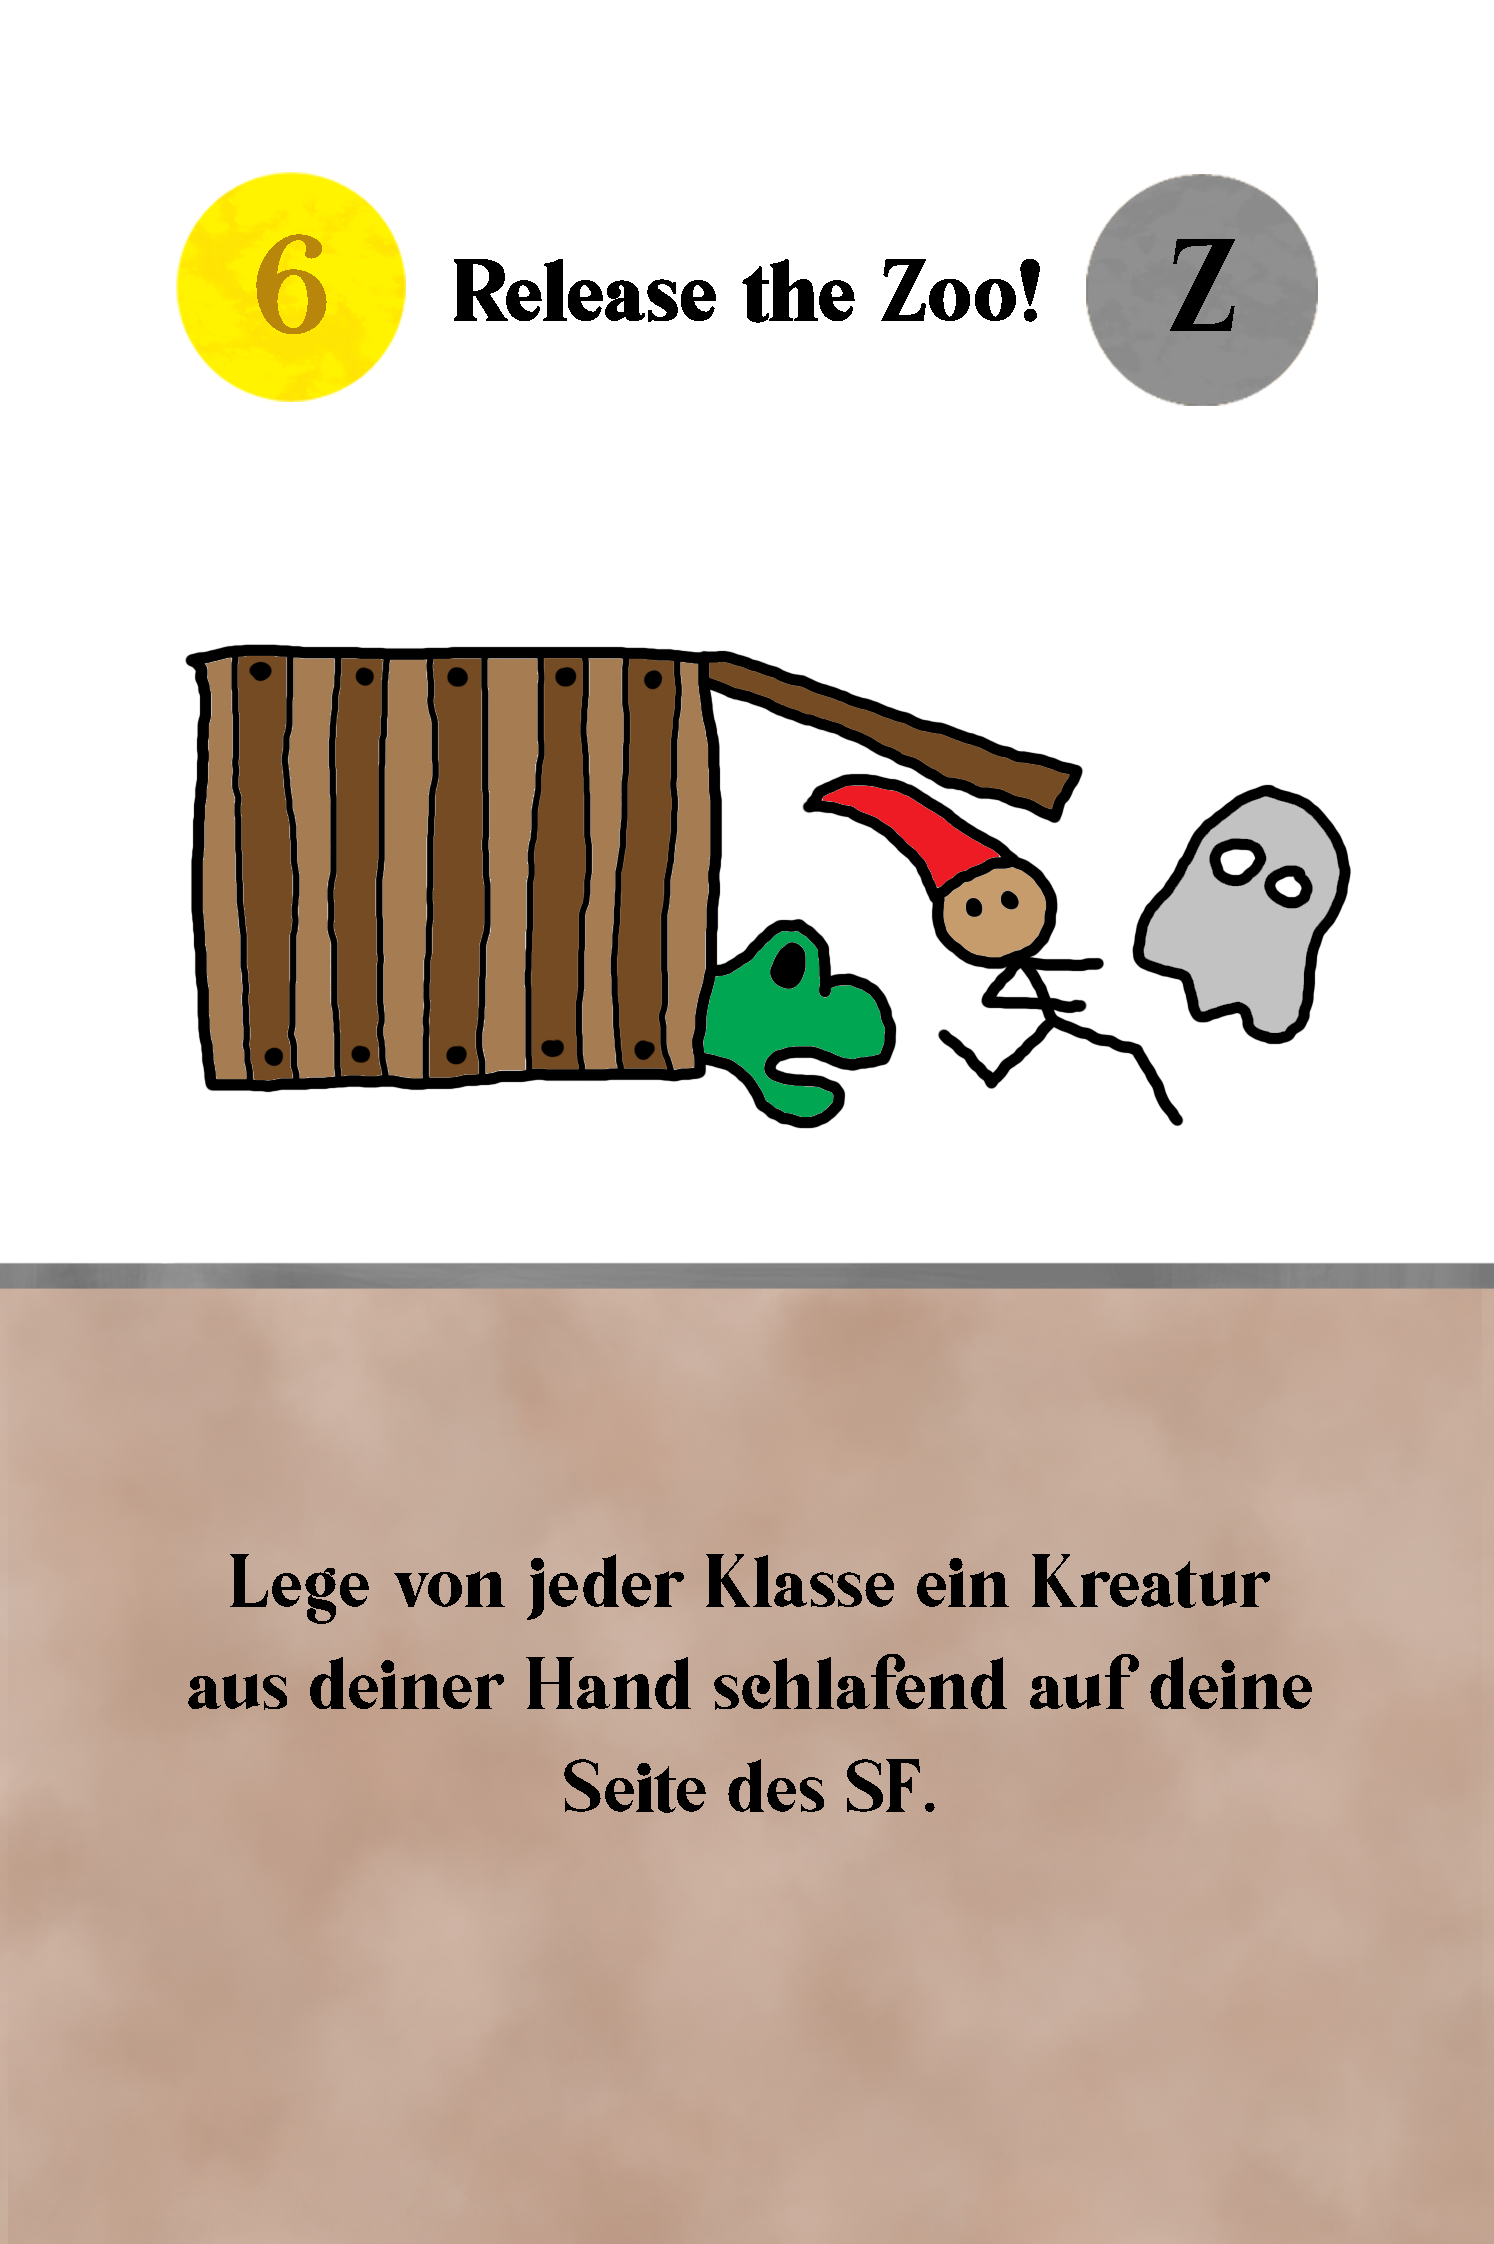 6 Release the Zoo! Z
Lege von jeder Klasse ein Kreatur
aus deiner Hand schlafend auf deine
Seite des SF.